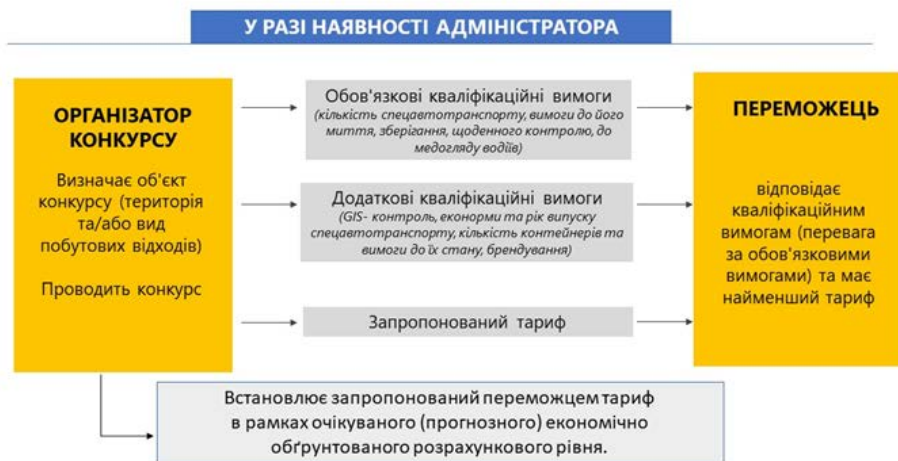 У РАЗІ НАЯВНОСТІ АДМІНІСТРАТОРА
ОРГАНІЗАТОР
КОНКУРСУ
Визначає об'єкт
конкурсу (територія
та/або вид
побутових відходів)
Проводить конкурс
Обов'язкові кваліфікаційні вимоги
(кількість спецавтотранспорту, вимоги до його
миття, зберігання, щоденного контролю, до
медогляду водіїв)
Додаткові кваліфікаційні вимоги
(GIS- контроль, еконорми та рік випуску
спецавтотранспорту, кількість контейнерів та
вимоги до їх стану, брендування)
Запропонований тариф
ПЕРЕМОЖЕЦЬ
відповідає
кваліфікаційним
вимогам (перевага
за обов'язковими
вимогами) та має
найменший тариф
Встановлює запропонований переможцем тариф
в рамках очікуваного (прогнозного) економічно
обґрунтованого розрахункового рівня.